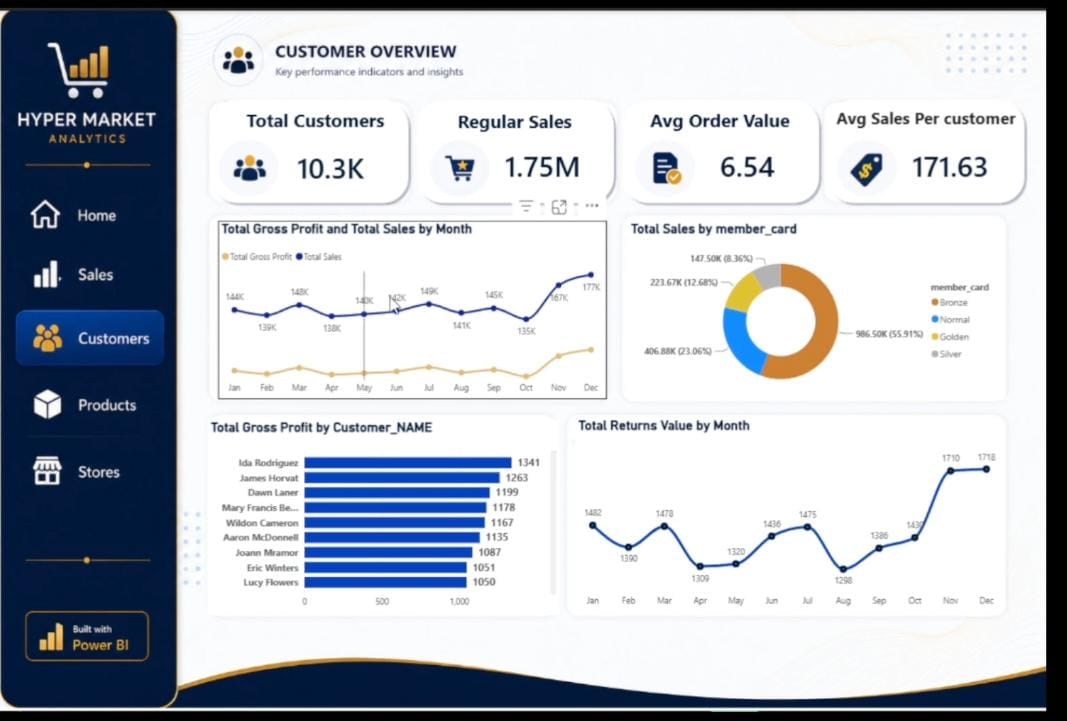 HYPER MARKET
ANALYTICS
Home
Sales
Customers
Products
Stores
Built with
Power BI
CUSTOMER OVERVIEW
Key performance indicators and insights
Total Customers
10.3K
Regular Sales
1.75M
Avg Order Value
6.54
Avg Sales Per customer
171.63
Total Gross Profit and Total Sales by Month
Total Gross Profit Total Sales
144K
139K
148K
138K
140K
142K
149K
141K
145K
135K
167K
177K
Jan Feb Mar Apr May Jun Jul Aug Sep Oct Nov Dec
Total Sales by member_card
147.50K (8.36%)
223.67K (12.68%)
406.88K (23.06%)
986.50K (55.91%)
member_card
Bronze
Normal
Golden
Silver
Total Gross Profit by Customer_NAME
Ida Rodriguez 1341
James Horvat 1263
Dawn Laner 1199
Mary Francis Be... 1178
Wildon Cameron 1167
Aaron McDonnell 1135
Joann Mramor 1087
Eric Winters 1051
Lucy Flowers 1050
0 500 1,000
Total Returns Value by Month
1482
1390
1478
1309
1320
1436
1475
1298
1386
1439
1710
1718
Jan Feb Mar Apr May Jun Jul Aug Sep Oct Nov Dec